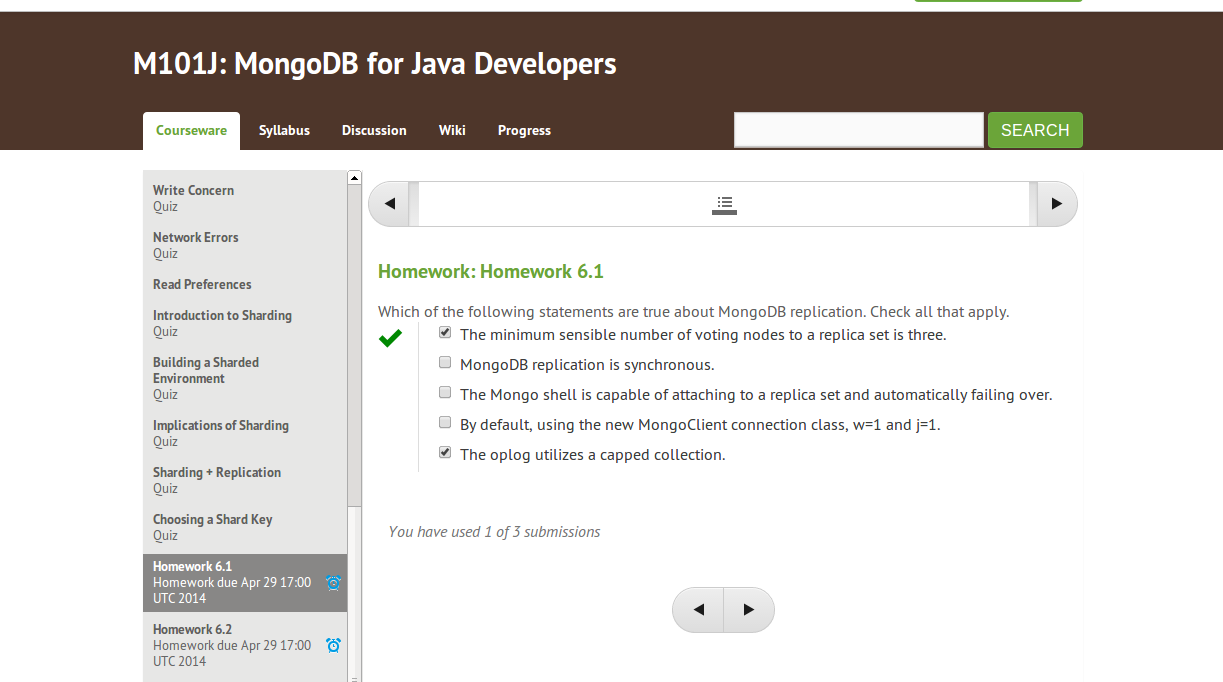 M101J: MongoDB for Java Developers
Courseware Syllabus Discussion Wiki Progress SEARCH
Write Concern
Quiz
Network Errors
Quiz
Read Preferences
Introduction to Sharding
Quiz
Building a Sharded
Environment
Quiz
Implications of Sharding
Quiz
Sharding + Replication
Quiz
Choosing a Shard Key
Quiz
Homework 6.1
Homework due Apr 29 17:00
UTC 2014
Homework 6.2
Homework due Apr 29 17:00
UTC 2014
Homework: Homework 6.1
Which of the following statements are true about MongoDB replication. Check all that apply.
The minimum sensible number of voting nodes to a replica set is three.
MongoDB replication is synchronous.
The Mongo shell is capable of attaching to a replica set and automatically failing over.
By default, using the new MongoClient connection class, w=1 and j=1.
The oplog utilizes a capped collection.
You have used 1 of 3 submissions